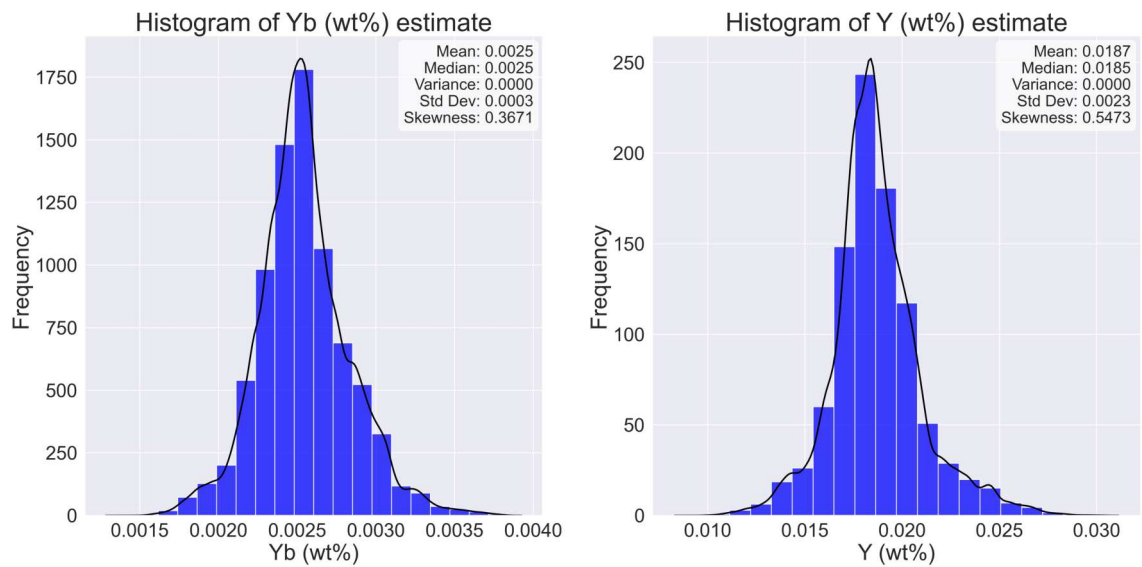 Histogram of Yb (wt%) estimate
Mean: 0.0025
Median: 0.0025
Variance: 0.0000
Std Dev: 0.0003
Skewness: 0.3671
1750
1500
1250
1000
750
500
250
0
Frequency
0.0015 0.0020 0.0025 0.0030 0.0035 0.0040
Yb (wt%)
Histogram of Y (wt%) estimate
Mean: 0.0187
Median: 0.0185
Variance: 0.0000
Std Dev: 0.0023
Skewness: 0.5473
250
200
150
100
50
0
Frequency
0.010 0.015 0.020 0.025 0.030
Y (wt%)